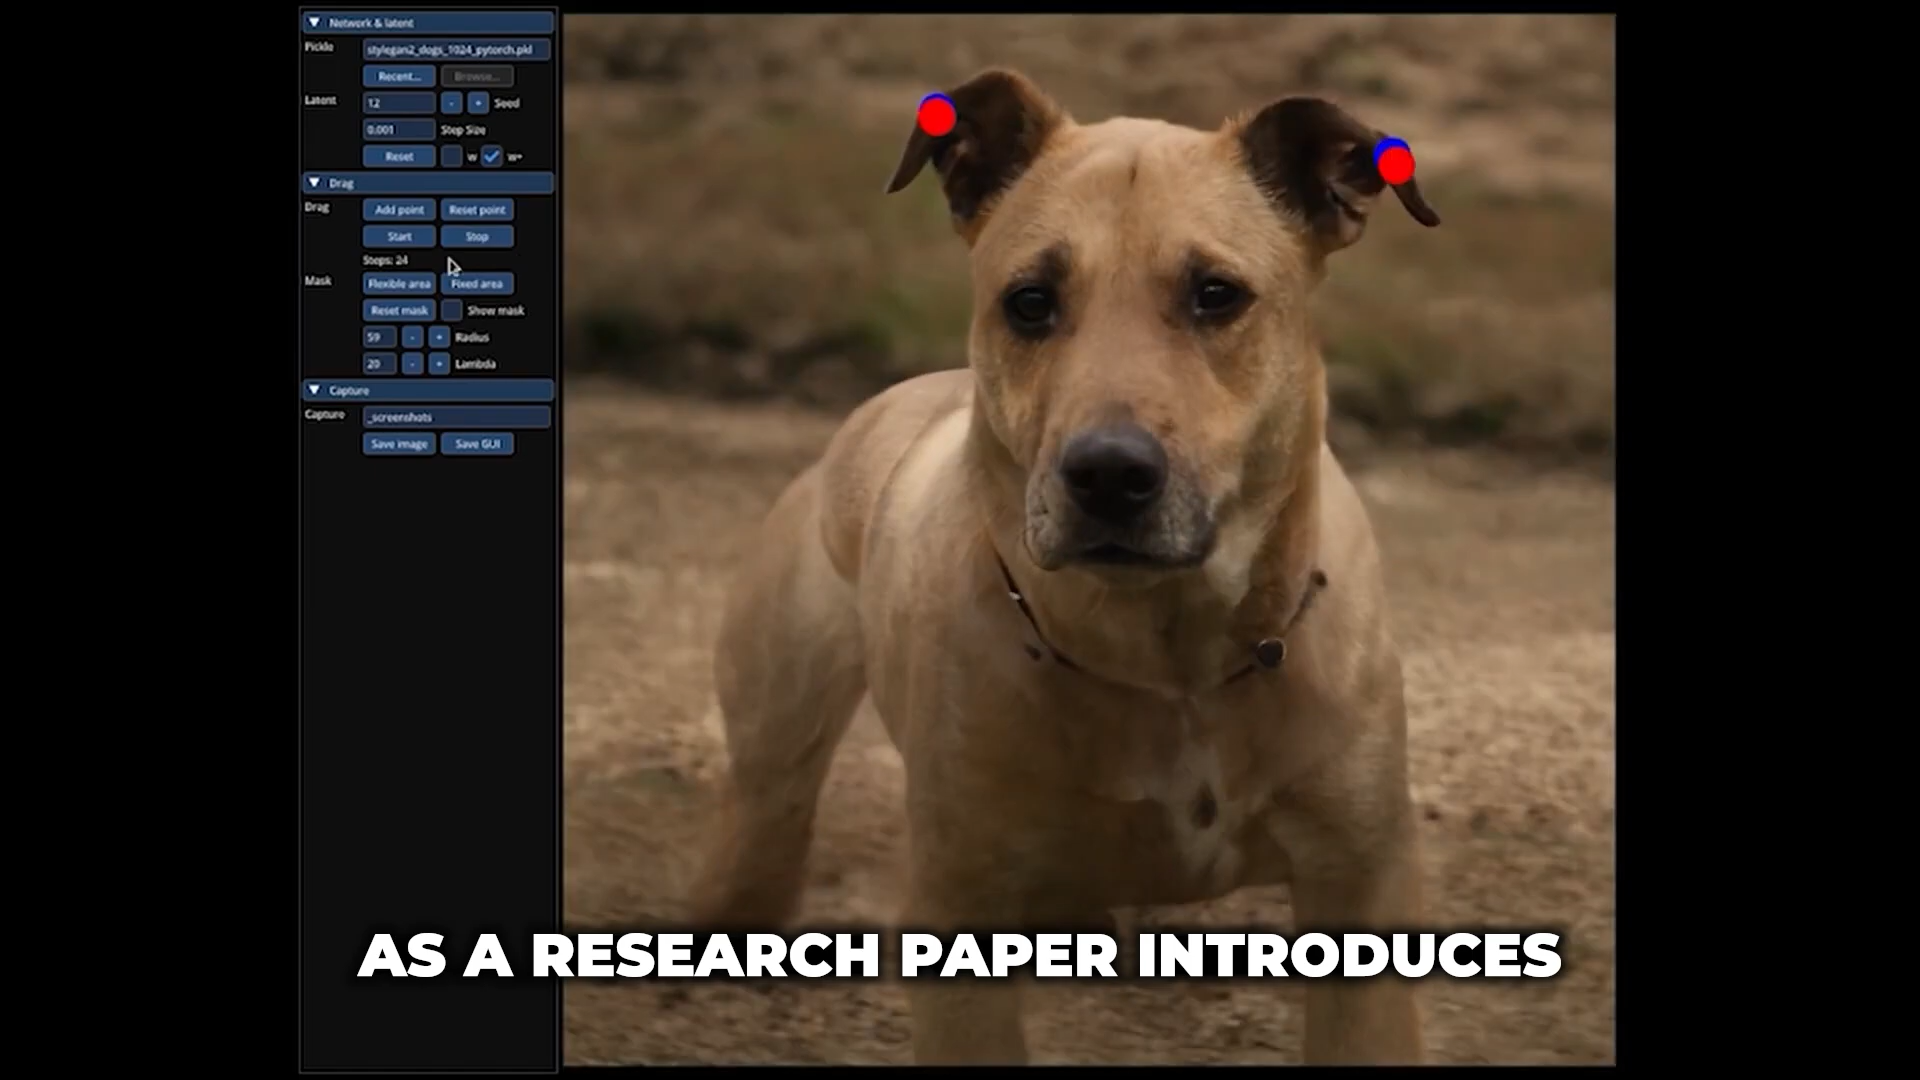 Network & latent
Pickle
stylegan2_dogs_1024_pytorch.pkl
Recent...
Browse...
Latent
12
-
+
Seed
0.001
Step Size
Reset
w
w+
Drag
Drag
Add point
Reset point
Start
Stop
Steps: 24
Mask
Flexible area
Fixed area
Reset mask
Show mask
59
-
+
Radius
20
-
+
Lambda
Capture
Capture
_screenshots
Save image
Save GUI
AS A RESEARCH PAPER INTRODUCES